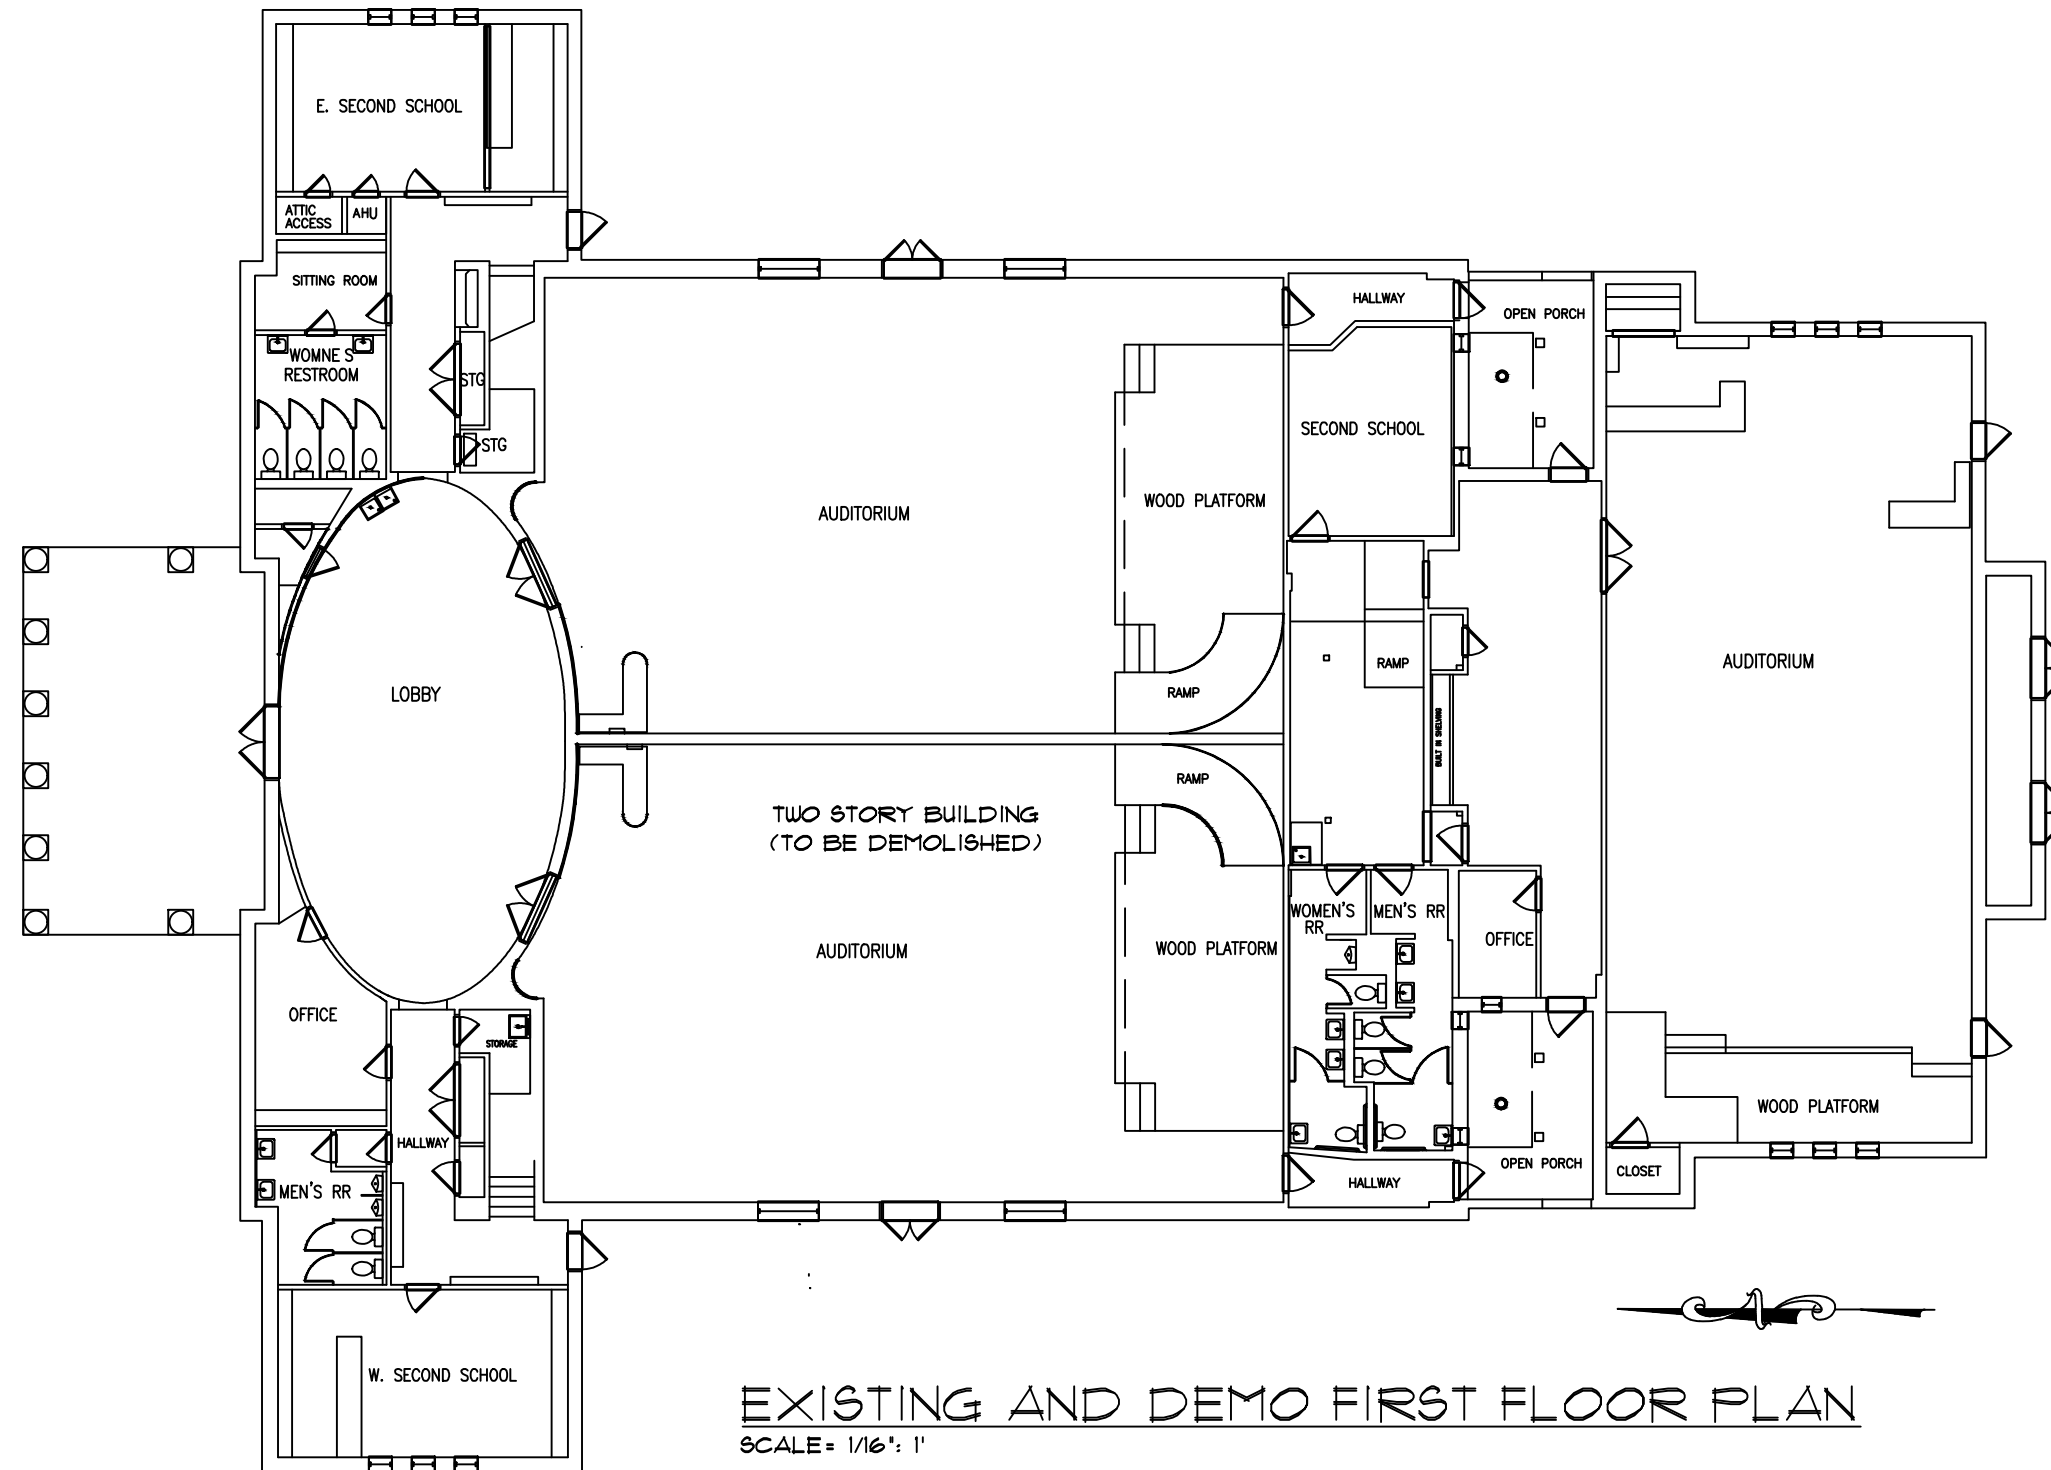 E. SECOND SCHOOL
ATTIC
ACCESS
AHU
SITTING ROOM
HALLWAY
OPEN PORCH
WOMNE S
RESTROOM
STG
STG
SECOND SCHOOL
WOOD PLATFORM
AUDITORIUM
LOBBY
RAMP
RAMP
AUDITORIUM
BUILT IN SHELVING
RAMP
TWO STORY BUILDING
(TO BE DEMOLISHED)
WOMEN'S
RR
MEN'S RR
OFFICE
AUDITORIUM
WOOD PLATFORM
OFFICE
STORAGE
WOOD PLATFORM
HALLWAY
OPEN PORCH
CLOSET
MEN'S RR
HALLWAY
N
W. SECOND SCHOOL
EXISTING AND DEMO FIRST FLOOR PLAN
SCALE= 1/16": 1'